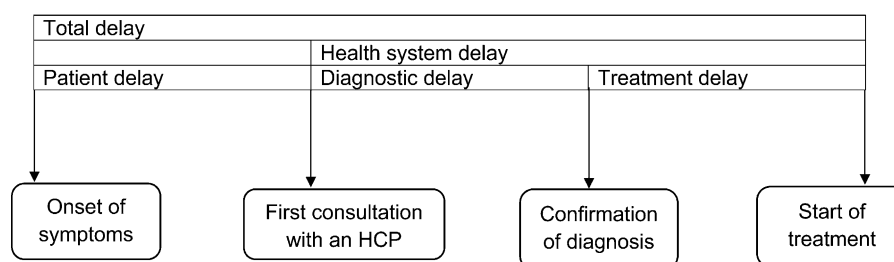 Total delay
Health system delay
Patient delay
Diagnostic delay
Treatment delay
Onset of
symptoms
First consultation
with an HCP
Confirmation
of diagnosis
Start of
treatment